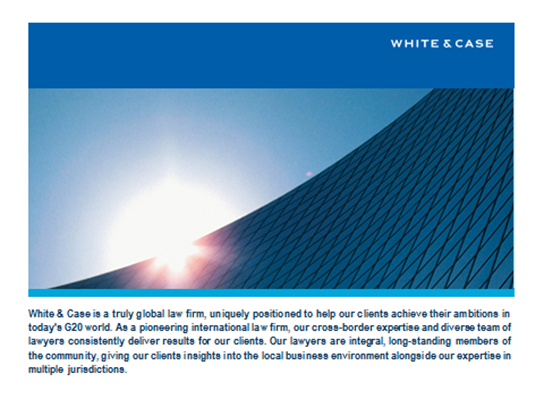 WHITE & CASE
White & Case is a truly global law firm, uniquely positioned to help our clients achieve their ambitions in
today's G20 world. As a pioneering international law firm, our cross-border expertise and diverse team of
lawyers consistently deliver results for our clients. Our lawyers are integral, long-standing members of
the community, giving our clients insights into the local business environment alongside our expertise in
multiple jurisdictions.